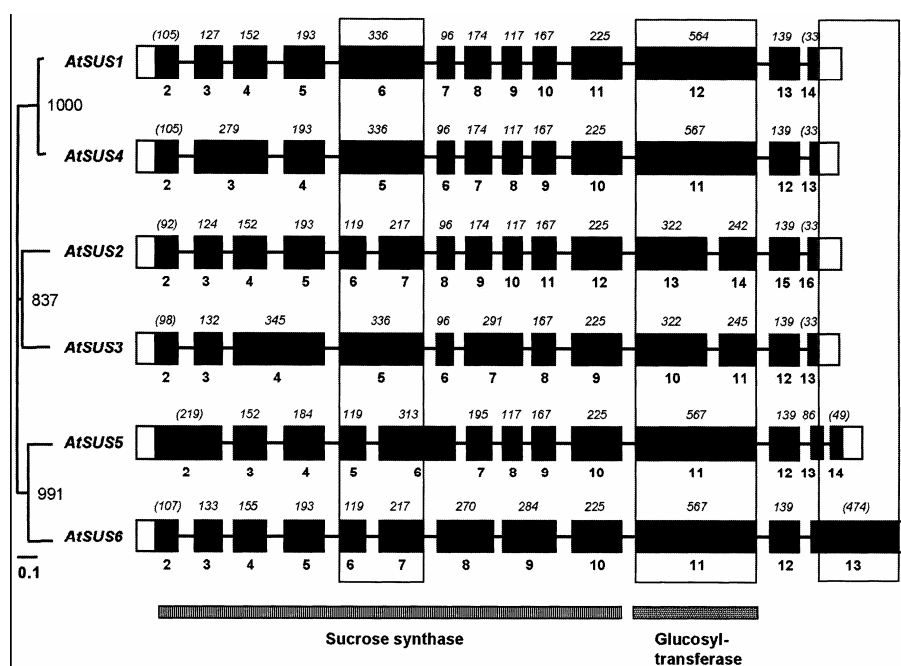 (105) 127 152 193 336 96 174 117 167 225 564 139 (33
AtSUS1
2 3 4 5 6 7 8 9 10 11 12 13 14
1000
(105) 279 193 336 96 174 117 167 225 567 139 (33
AtSUS4
2 3 4 5 6 7 8 9 10 11 12 13
(92) 124 152 193 119 217 96 174 117 167 225 322 242 139 (33
AtSUS2
2 3 4 5 6 7 8 9 10 11 12 13 14 15 16
837
(98) 132 345 336 96 291 167 225 322 245 139 (33
AtSUS3
2 3 4 5 6 7 8 9 10 11 12 13
(219) 152 184 119 313 195 117 167 225 567 139 86 (49)
AtSUS5
2 3 4 5 6 7 8 9 10 11 12 13 14
991
(107) 133 155 193 119 217 270 284 225 567 139 (474)
AtSUS6
2 3 4 5 6 7 8 9 10 11 12 13
0.1
Sucrose synthase
Glucosyl-
transferase